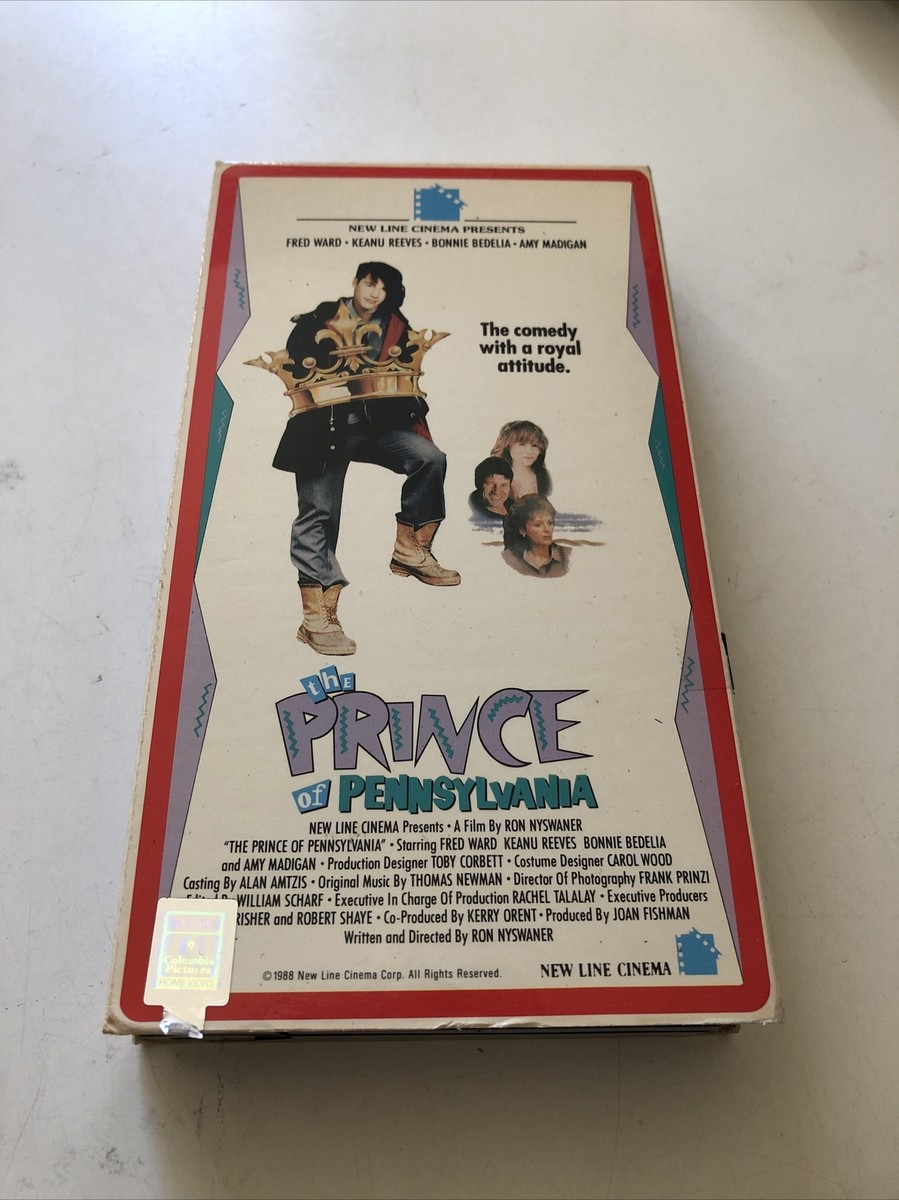 NEW LINE CINEMA PRESENTS
FRED WARD • KEANU REEVES • BONNIE BEDELIA • AMY MADIGAN
The comedy
with a royal
attitude.
the
PRINCE
of PENNSYLVANIA
NEW LINE CINEMA Presents • A Film By RON NYSWANER
"THE PRINCE OF PENNSYLVANIA" • Starring FRED WARD KEANU REEVES BONNIE BEDELIA
and AMY MADIGAN • Production Designer TOBY CORBETT • Costume Designer CAROL WOOD
Casting By ALAN AMTZIS • Original Music By THOMAS NEWMAN • Director Of Photography FRANK PRINZI
WILLIAM SCHARF • Executive In Charge Of Production RACHEL TALALAY • Executive Producers
RISHER and ROBERT SHAYE • Co-Produced By KERRY ORENT • Produced By JOAN FISHMAN
Written and Directed By RON NYSWANER
Columbia
Pictures
HOME VIDEO
©1988 New Line Cinema Corp. All Rights Reserved.
NEW LINE CINEMA